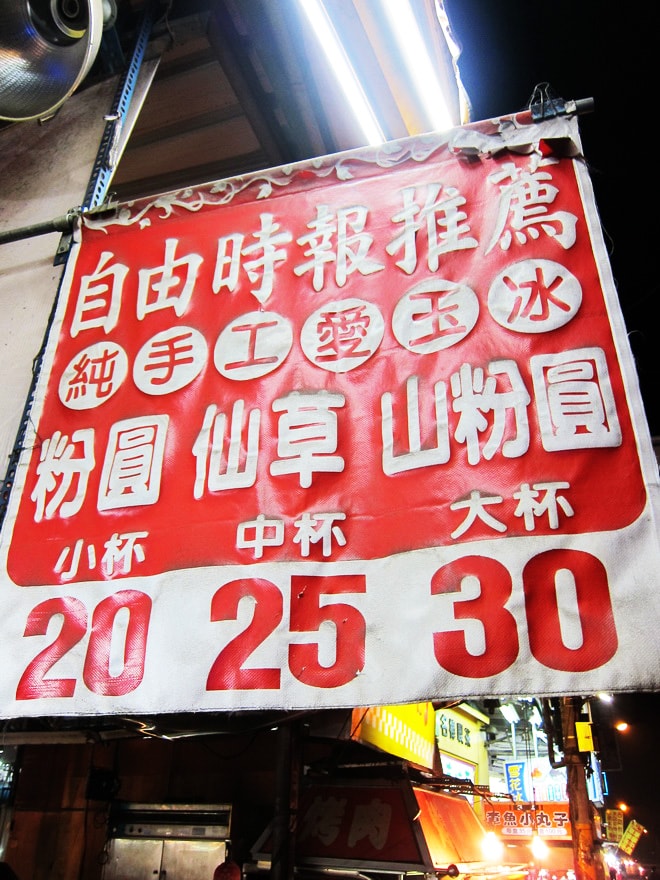 自由時報推薦
純手工愛玉冰
粉圓 仙草 山粉圓
小杯 中杯 大杯
20 25 30
烤肉
魚小丸子